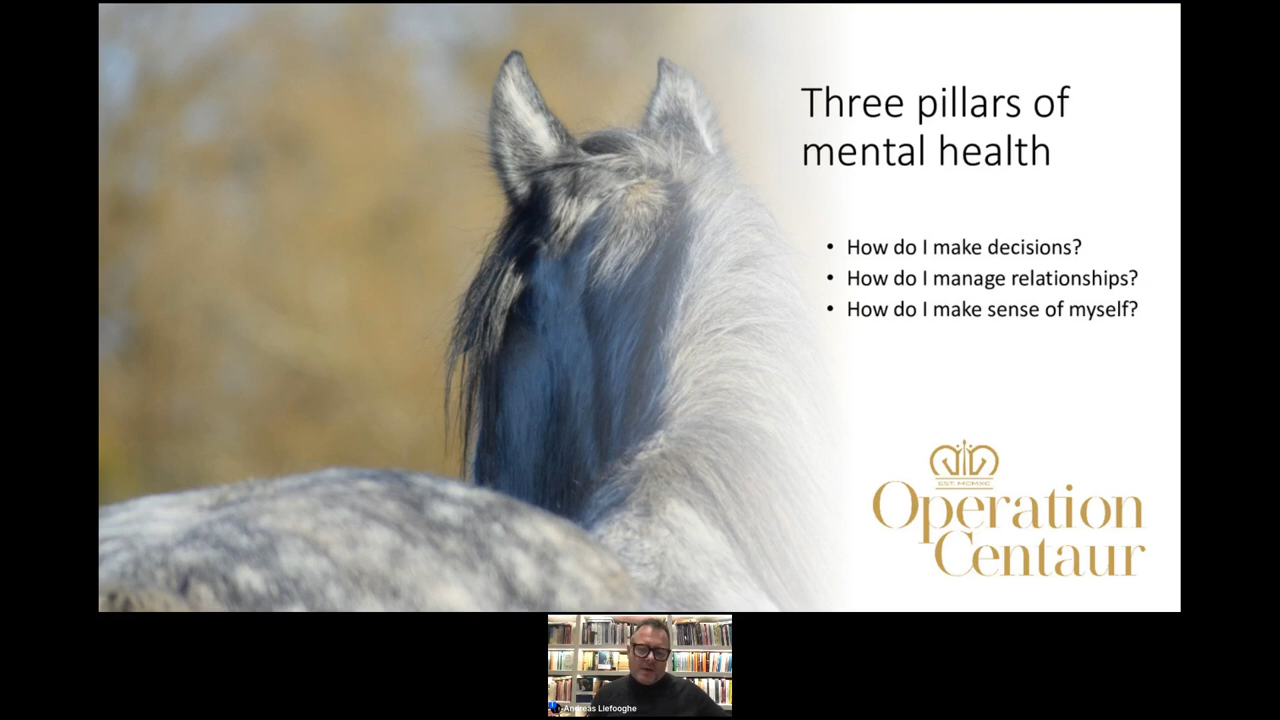 Three pillars of
mental health
• How do I make decisions?
• How do I manage relationships?
• How do I make sense of myself?
EST. MCMXC
Operation
Centaur
Andreas Liefooghe